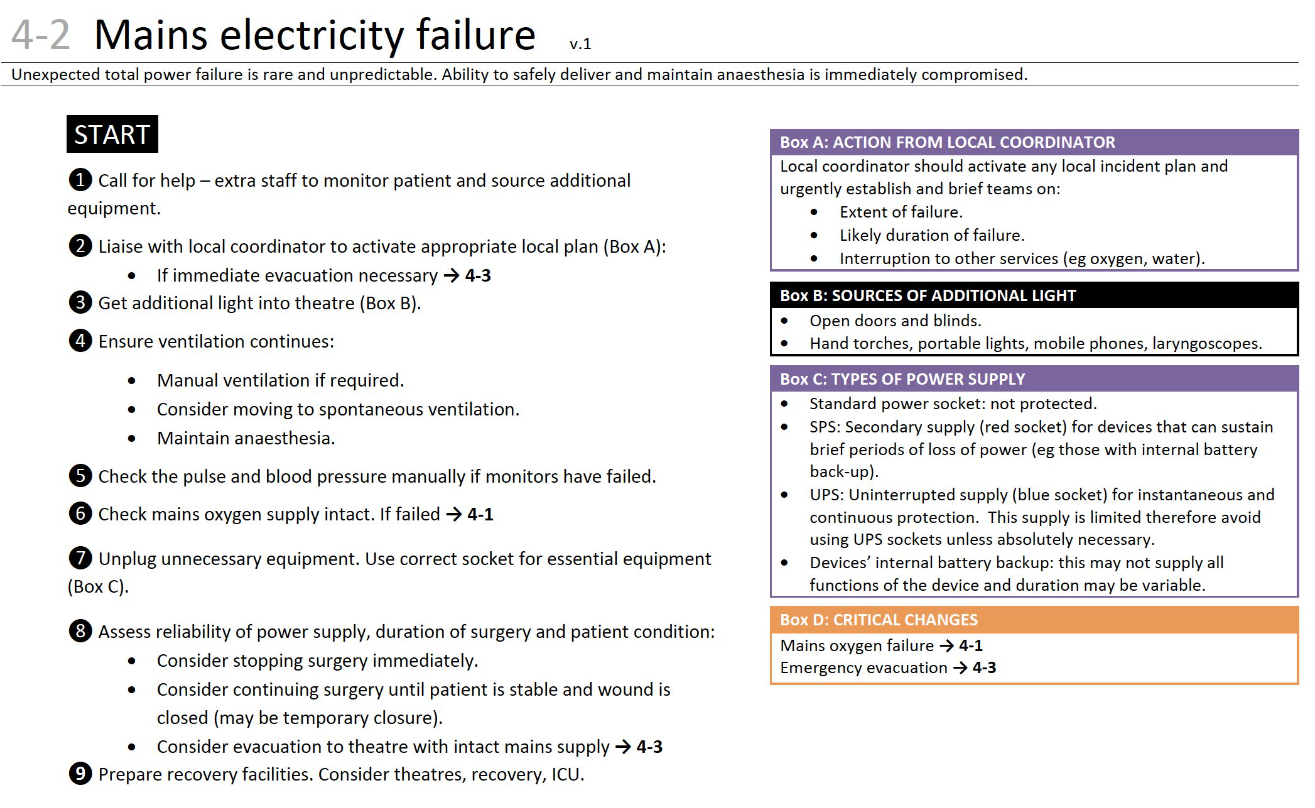 4-2 Mains electricity failure v.1
Unexpected total power failure is rare and unpredictable. Ability to safely deliver and maintain anaesthesia is immediately compromised.
START
❶ Call for help – extra staff to monitor patient and source additional
equipment.
❷ Liaise with local coordinator to activate appropriate local plan (Box A):
• If immediate evacuation necessary → 4-3
❸ Get additional light into theatre (Box B).
❹ Ensure ventilation continues:
• Manual ventilation if required.
• Consider moving to spontaneous ventilation.
• Maintain anaesthesia.
❺ Check the pulse and blood pressure manually if monitors have failed.
❻ Check mains oxygen supply intact. If failed → 4-1
❼ Unplug unnecessary equipment. Use correct socket for essential equipment
(Box C).
❽ Assess reliability of power supply, duration of surgery and patient condition:
• Consider stopping surgery immediately.
• Consider continuing surgery until patient is stable and wound is
closed (may be temporary closure).
• Consider evacuation to theatre with intact mains supply → 4-3
❾ Prepare recovery facilities. Consider theatres, recovery, ICU.
Box A: ACTION FROM LOCAL COORDINATOR
Local coordinator should activate any local incident plan and
urgently establish and brief teams on:
• Extent of failure.
• Likely duration of failure.
• Interruption to other services (eg oxygen, water).
Box B: SOURCES OF ADDITIONAL LIGHT
• Open doors and blinds.
• Hand torches, portable lights, mobile phones, laryngoscopes.
Box C: TYPES OF POWER SUPPLY
• Standard power socket: not protected.
• SPS: Secondary supply (red socket) for devices that can sustain
brief periods of loss of power (eg those with internal battery
back-up).
• UPS: Uninterrupted supply (blue socket) for instantaneous and
continuous protection. This supply is limited therefore avoid
using UPS sockets unless absolutely necessary.
• Devices’ internal battery backup: this may not supply all
functions of the device and duration may be variable.
Box D: CRITICAL CHANGES
Mains oxygen failure → 4-1
Emergency evacuation → 4-3